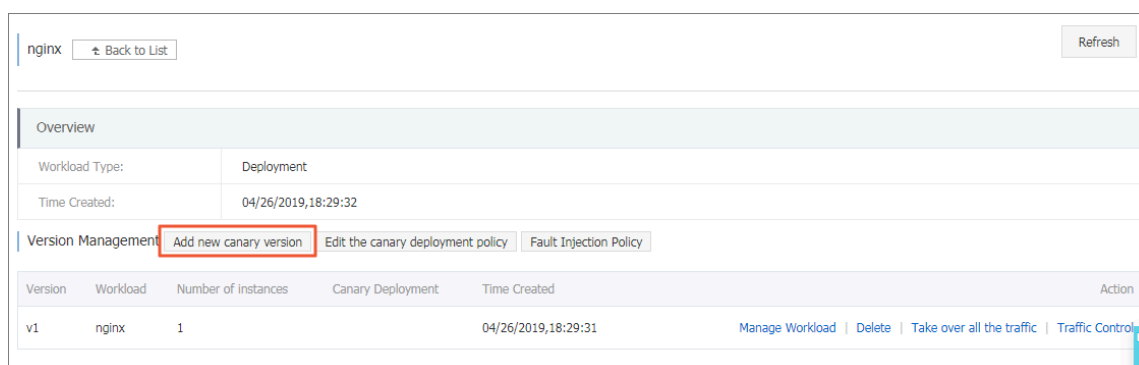 nginx Back to List Refresh
Overview
Workload Type: Deployment
Time Created: 04/26/2019,18:29:32
Version Management Add new canary version Edit the canary deployment policy Fault Injection Policy
Version Workload Number of instances Canary Deployment Time Created Action
v1 nginx 1 04/26/2019,18:29:31 Manage Workload | Delete | Take over all the traffic | Traffic Control